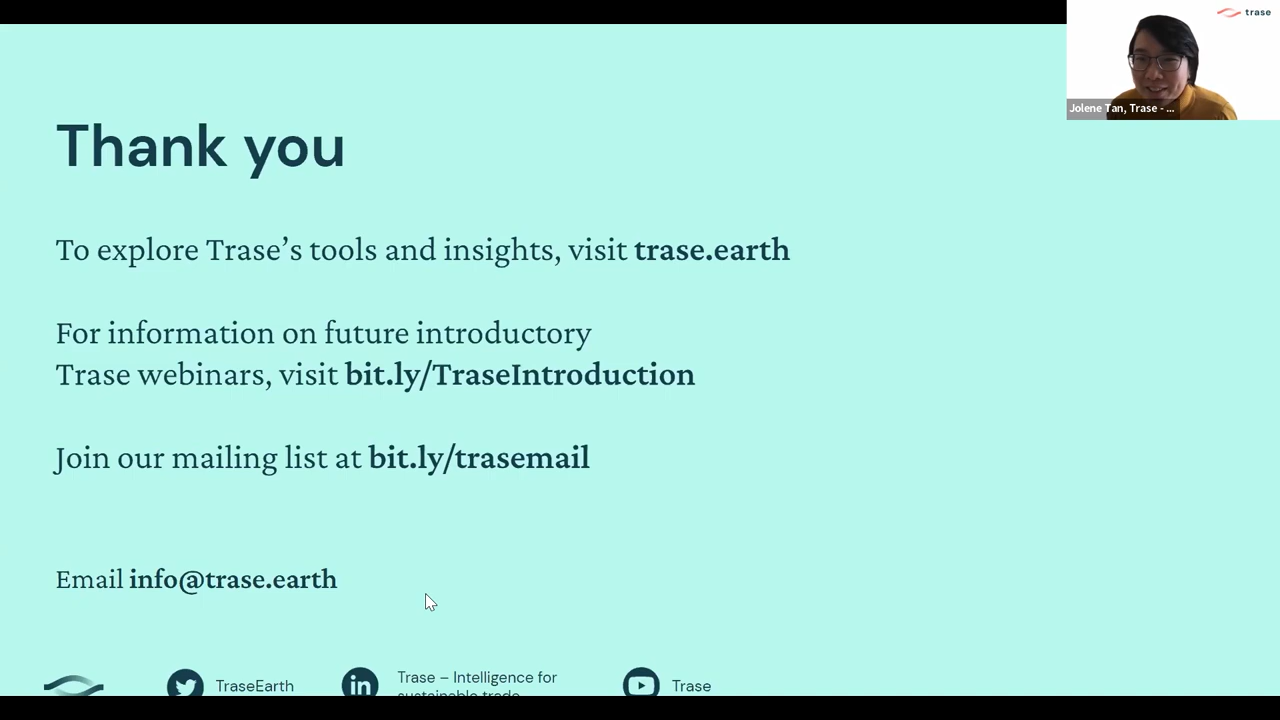 trase
Jolene Tan, Trase - ...
Thank you
To explore Trase’s tools and insights, visit trase.earth
For information on future introductory
Trase webinars, visit bit.ly/TraseIntroduction
Join our mailing list at bit.ly/trasemail
Email info@trase.earth
TraseEarth
Trase – Intelligence for
sustainable trade
Trase